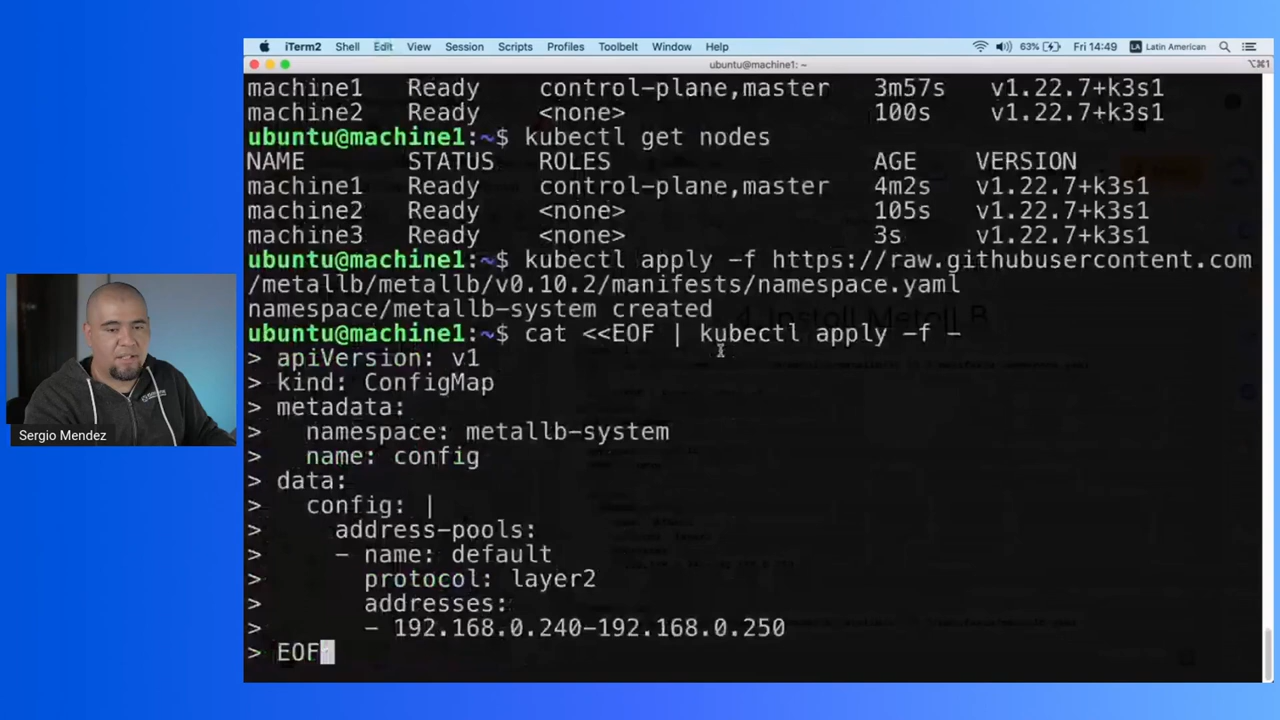 iTerm2 Shell Edit View Session Scripts Profiles Toolbelt Window Help 63% Fri 14:49 LA Latin American
ubuntu@machine1: ~ ⌥⌘1
machine1 Ready control-plane,master 3m57s v1.22.7+k3s1
machine2 Ready <none> 100s v1.22.7+k3s1
ubuntu@machine1:~$ kubectl get nodes
NAME STATUS ROLES AGE VERSION
machine1 Ready control-plane,master 4m2s v1.22.7+k3s1
machine2 Ready <none> 105s v1.22.7+k3s1
machine3 Ready <none> 3s v1.22.7+k3s1
ubuntu@machine1:~$ kubectl apply -f https://raw.githubusercontent.com
/metallb/metallb/v0.10.2/manifests/namespace.yaml
namespace/metallb-system created
ubuntu@machine1:~$ cat <<EOF | kubectl apply -f -
> apiVersion: v1
> kind: ConfigMap
> metadata:
>   namespace: metallb-system
>   name: config
> data:
>   config: |
>     address-pools:
>     - name: default
>       protocol: layer2
>       addresses:
>       - 192.168.0.240-192.168.0.250
> EOF
Sergio Mendez